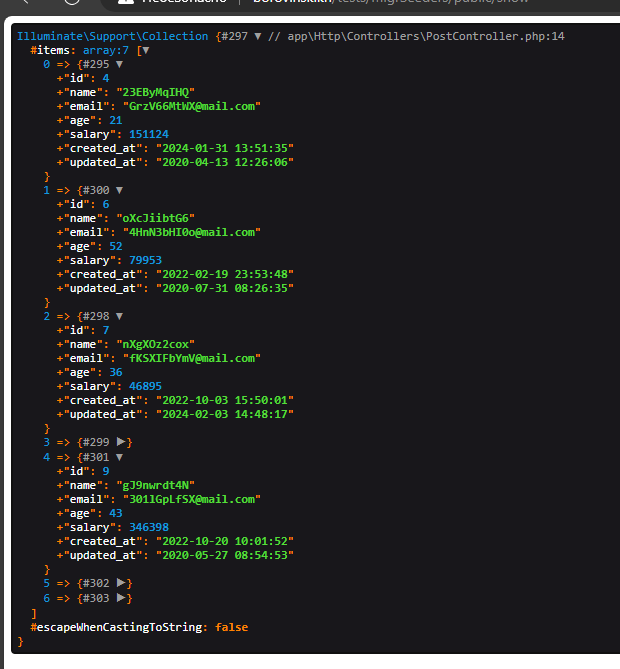 Illuminate\Support\Collection {#297 ▼ // app\Http\Controllers\PostController.php:14
#items: array:7 [▼
0 => {#295 ▼
+"id": 4
+"name": "23EByMqIHQ"
+"email": "GrzV66MtWX@mail.com"
+"age": 21
+"salary": 151124
+"created_at": "2024-01-31 13:51:35"
+"updated_at": "2020-04-13 12:26:06"
}
1 => {#300 ▼
+"id": 6
+"name": "oXcJiibtG6"
+"email": "4HnN3bHI0o@mail.com"
+"age": 52
+"salary": 79953
+"created_at": "2022-02-19 23:53:48"
+"updated_at": "2020-07-31 08:26:35"
}
2 => {#298 ▼
+"id": 7
+"name": "nXgXOz2cox"
+"email": "fKSXIFbYmV@mail.com"
+"age": 36
+"salary": 46895
+"created_at": "2022-10-03 15:50:01"
+"updated_at": "2024-02-03 14:48:17"
}
3 => {#299 ▶}
4 => {#301 ▼
+"id": 9
+"name": "gJ9nwrdt4N"
+"email": "301lGpLfSX@mail.com"
+"age": 43
+"salary": 346398
+"created_at": "2022-10-20 10:01:52"
+"updated_at": "2020-05-27 08:54:53"
}
5 => {#302 ▶}
6 => {#303 ▶}
]
#escapeWhenCastingToString: false
}